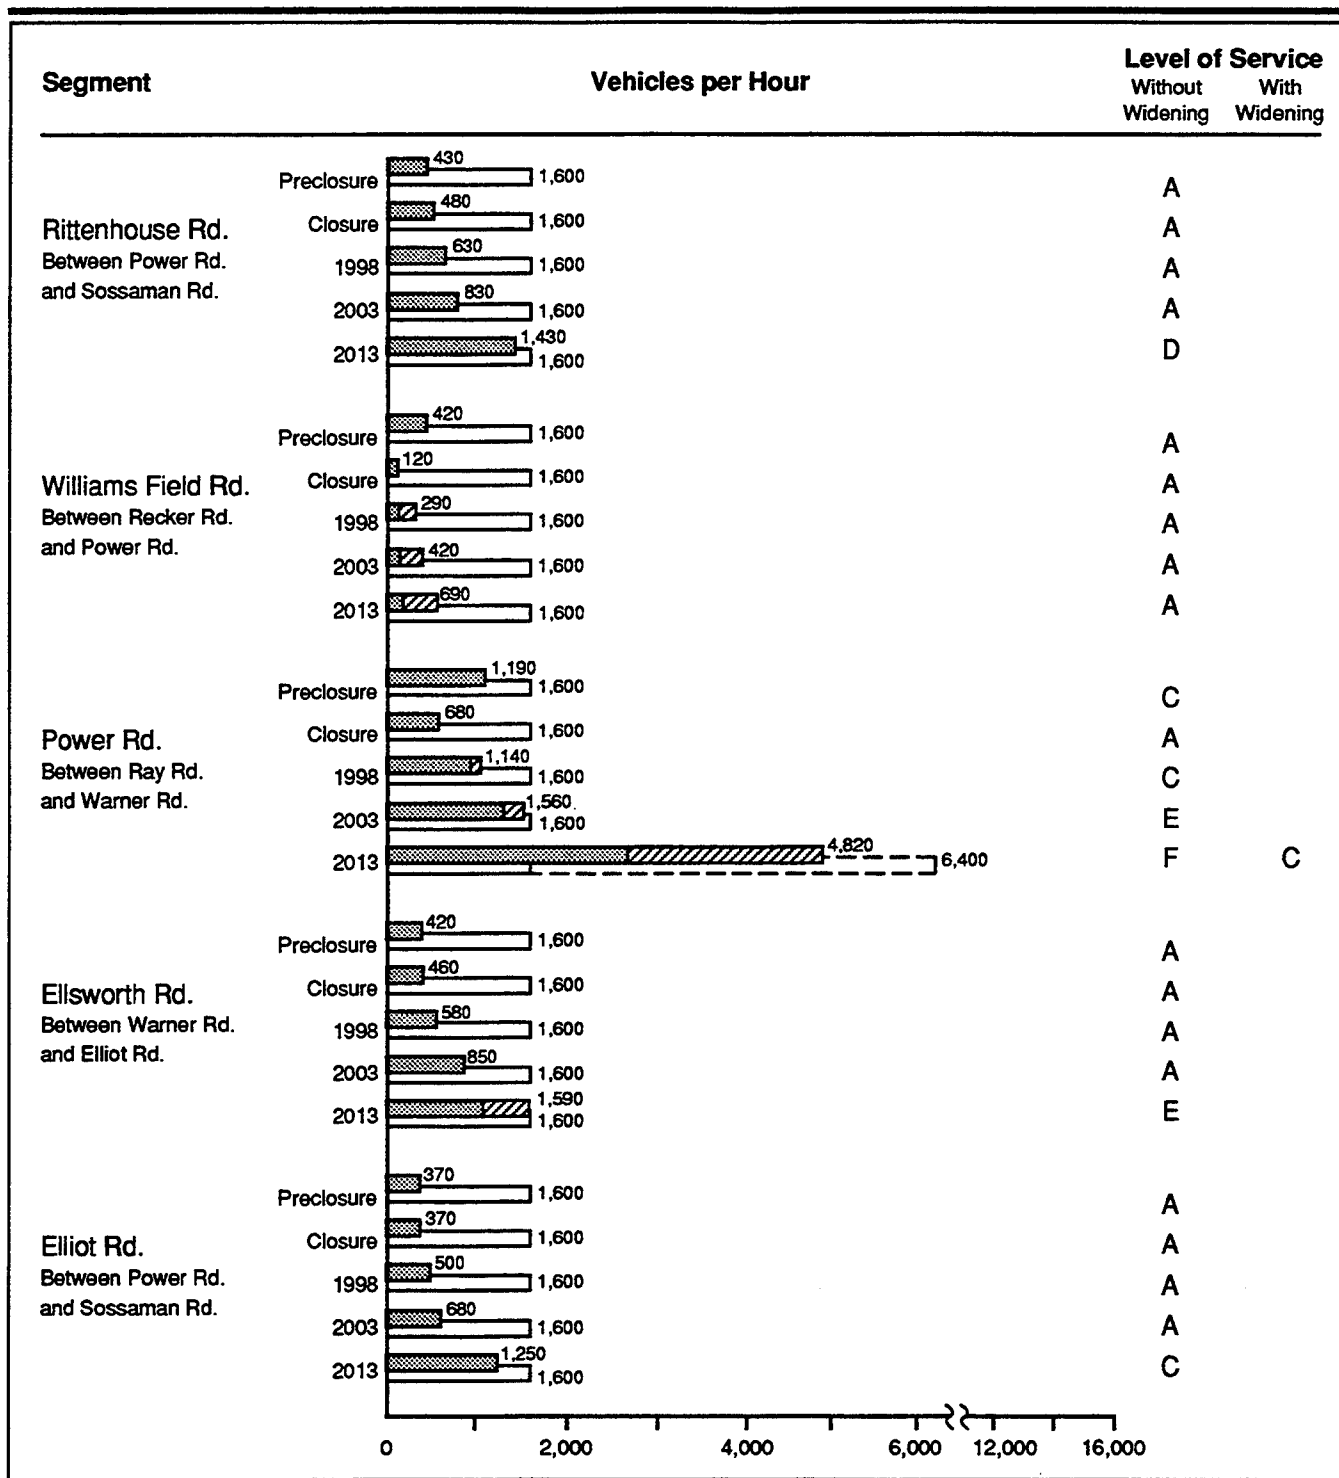 Segment Vehicles per Hour Level of Service
Without Widening With Widening
Rittenhouse Rd.
Between Power Rd.
and Sossaman Rd.
Preclosure 430 1,600 A
Closure 480 1,600 A
1998 630 1,600 A
2003 830 1,600 A
2013 1,430 1,600 D
Williams Field Rd.
Between Recker Rd.
and Power Rd.
Preclosure 420 1,600 A
Closure 120 1,600 A
1998 290 1,600 A
2003 420 1,600 A
2013 690 1,600 A
Power Rd.
Between Ray Rd.
and Warner Rd.
Preclosure 1,190 1,600 C
Closure 680 1,600 A
1998 1,140 1,600 C
2003 1,560 1,600 E
2013 4,820 6,400 F C
Ellsworth Rd.
Between Warner Rd.
and Elliot Rd.
Preclosure 420 1,600 A
Closure 460 1,600 A
1998 580 1,600 A
2003 850 1,600 A
2013 1,590 1,600 E
Elliot Rd.
Between Power Rd.
and Sossaman Rd.
Preclosure 370 1,600 A
Closure 370 1,600 A
1998 500 1,600 A
2003 680 1,600 A
2013 1,250 1,600 C
0 2,000 4,000 6,000 12,000 16,000